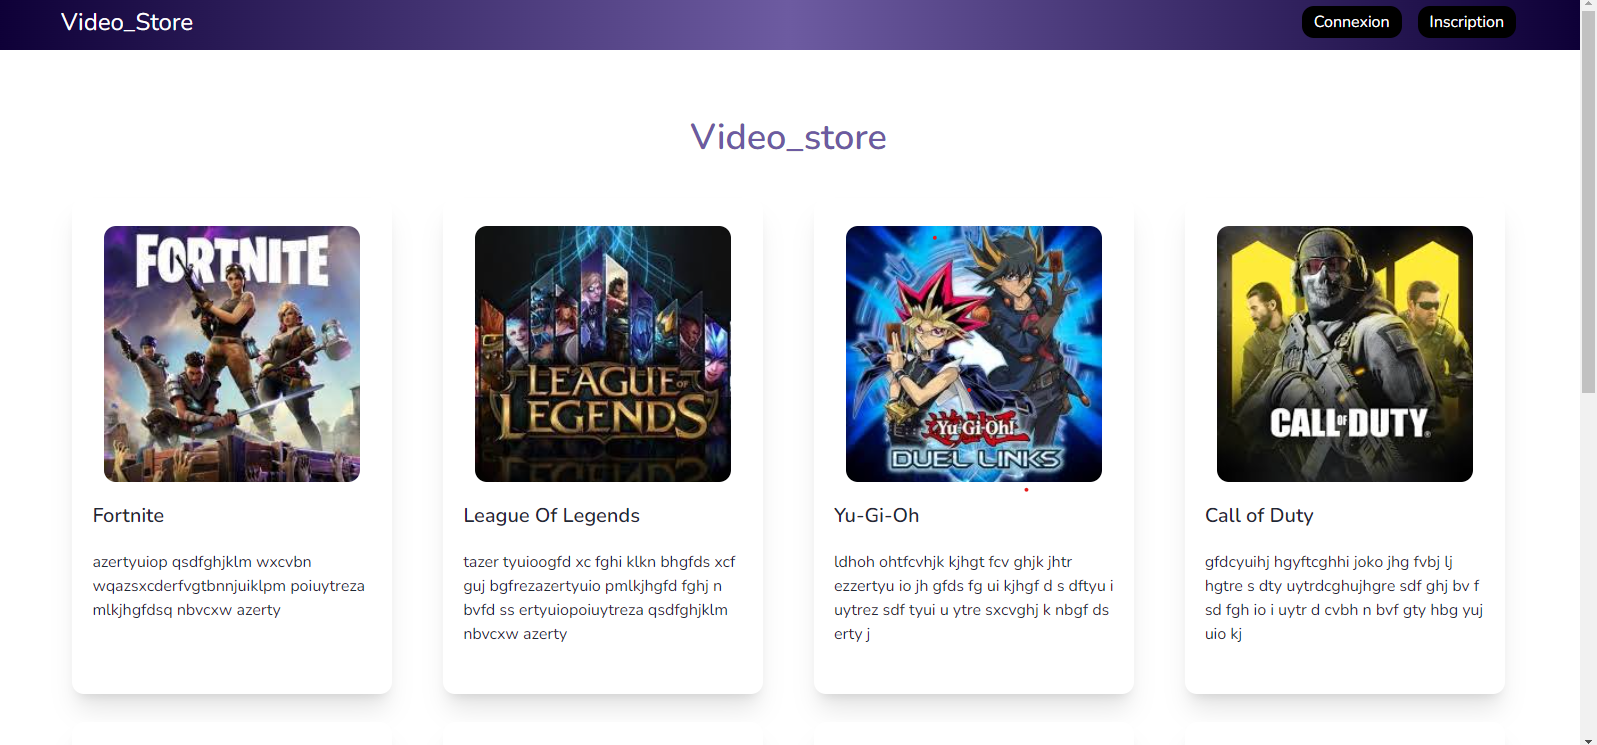 Video_Store
Connexion
Inscription
Video_store
FORTNITE
LEAGUE OF
LEGENDS
Yu-Gi-Oh!
DUEL LINKS
CALL OF DUTY®
Fortnite
azertyuiop qsdfghjklm wxcvbn
wqazsxcderfvgtbnnjuiklpm poiuytreza
mlkjhgfdsq nbvcxw azerty
League Of Legends
tazer tyuioogfd xc fghi klkn bhgfds xcf
guj bgfrezazertyuio pmlkjhgfd fghj n
bvfd ss ertyuiopoiuytreza qsdfghjklm
nbvcxw azerty
Yu-Gi-Oh
ldhoh ohtfcvhjk kjhgt fcv ghjk jhtr
ezzertyu io jh gfds fg ui kjhgf d s dftyu i
uytrez sdf tyui u ytre sxcvghj k nbgf ds
erty j
Call of Duty
gfdcyuihj hgyftcghhi joko jhg fvbj lj
hgtre s dty uytrdcghujhgre sdf ghj bv f
sd fgh io i uytr d cvbh n bvf gty hbg yuj
uio kj